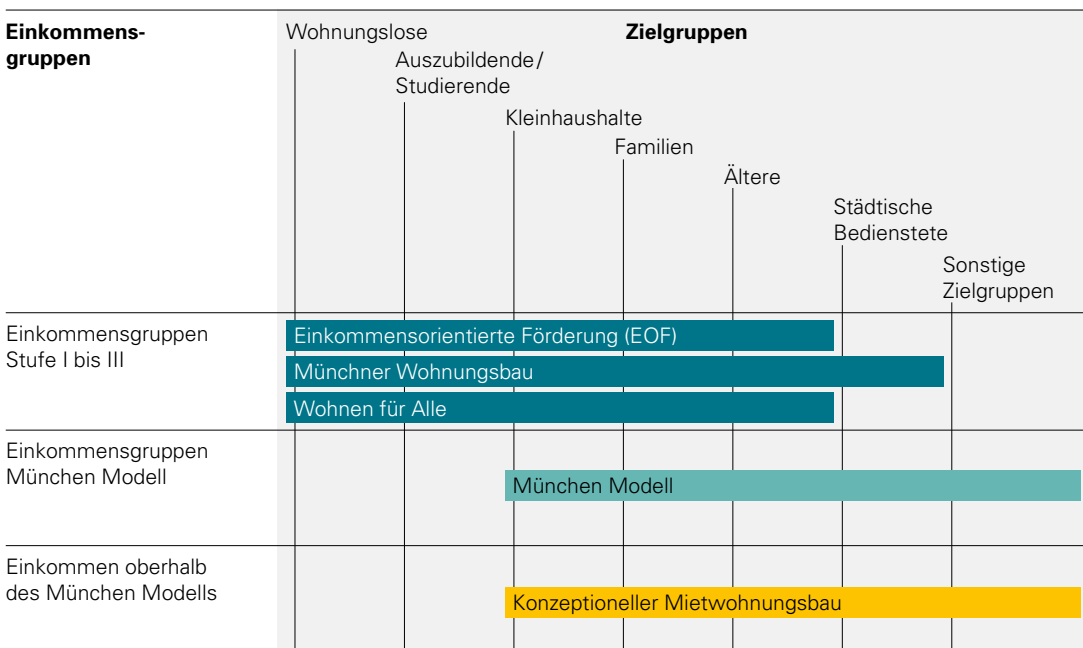 Einkommens-
gruppen
Wohnungslose
Zielgruppen
Auszubildende/
Studierende
Kleinhaushalte
Familien
Ältere
Städtische
Bedienstete
Sonstige
Zielgruppen
Einkommensgruppen
Stufe I bis III
Einkommensorientierte Förderung (EOF)
Münchner Wohnungsbau
Wohnen für Alle
Einkommensgruppen
München Modell
München Modell
Einkommen oberhalb
des München Modells
Konzeptioneller Mietwohnungsbau